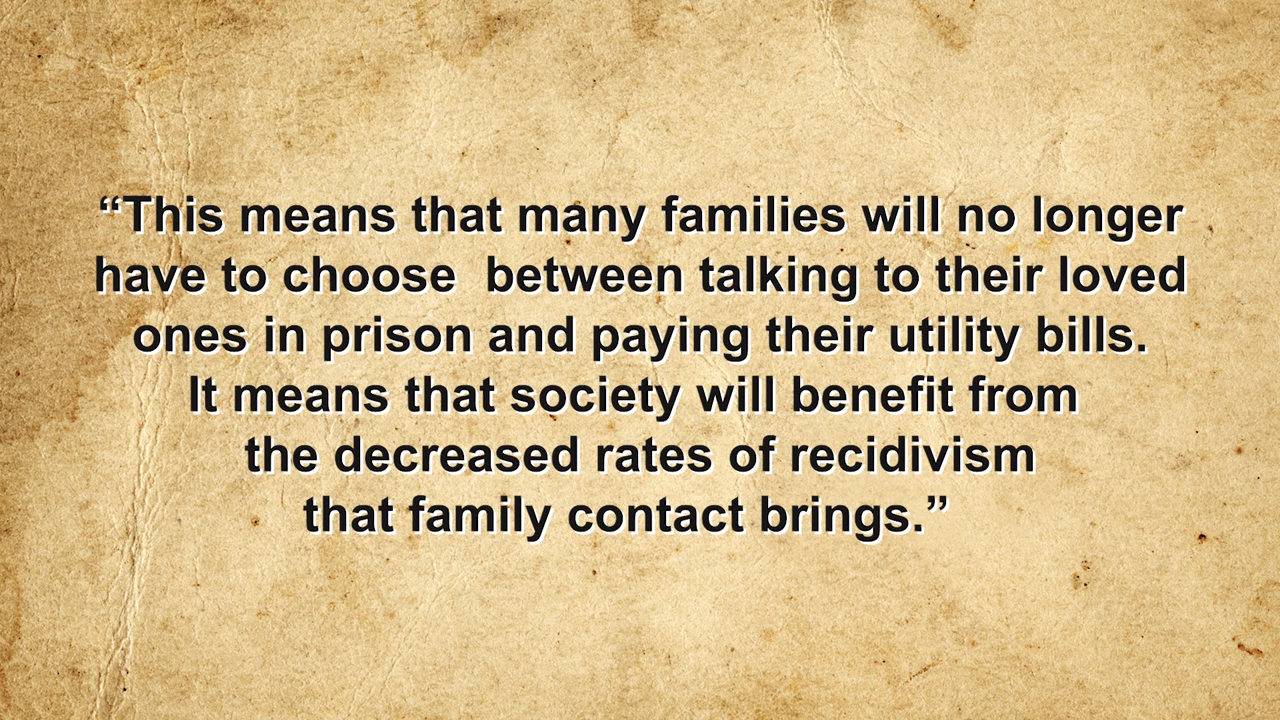 “This means that many families will no longer
have to choose  between talking to their loved
ones in prison and paying their utility bills.
It means that society will benefit from
the decreased rates of recidivism
that family contact brings.”